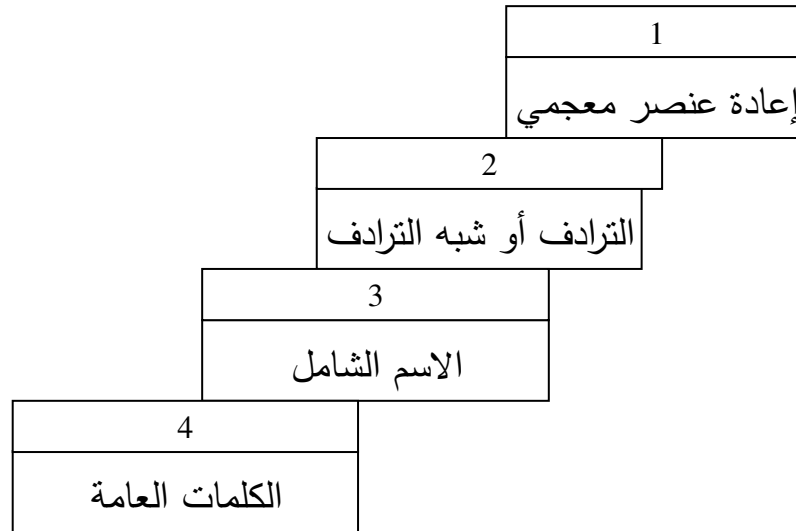 1
إعادة عنصر معجمي
2
الترادف أو شبه الترادف
3
الاسم الشامل
4
الكلمات العامة